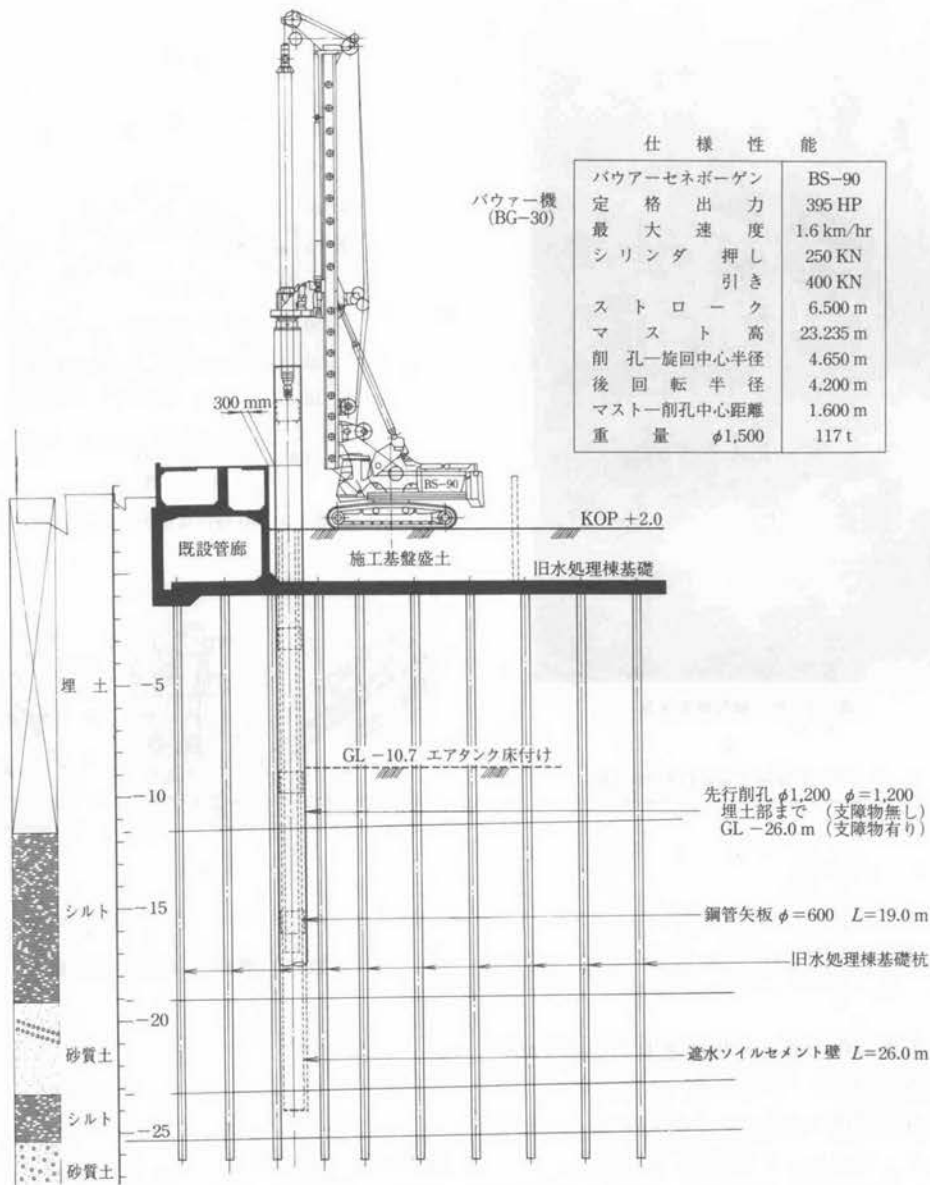 仕様性能
バウアーセネボーゲン BS-90
定格出力 395 HP
最大速度 1.6 km/hr
シリンダ 押し 250 KN
引き 400 KN
ストローク 6.500 m
マスト高 23.235 m
削孔―旋回中心半径 4.650 m
後回転半径 4.200 m
マスト―削孔中心距離 1.600 m
重量 φ1,500 117 t
バウァー機
(BG-30)
300 mm
BS-90
KOP +2.0
既設管廊
施工基盤盛土
旧水処理棟基礎
埋土
-5
GL -10.7 エアタンク床付け
-10
先行削孔 φ1,200 φ=1,200
埋土部まで (支障物無し)
GL -26.0 m (支障物有り)
シルト
-15
鋼管矢板 φ=600 L=19.0 m
旧水処理棟基礎杭
-20
砂質土
遮水ソイルセメント壁 L=26.0 m
シルト
-25
砂質土